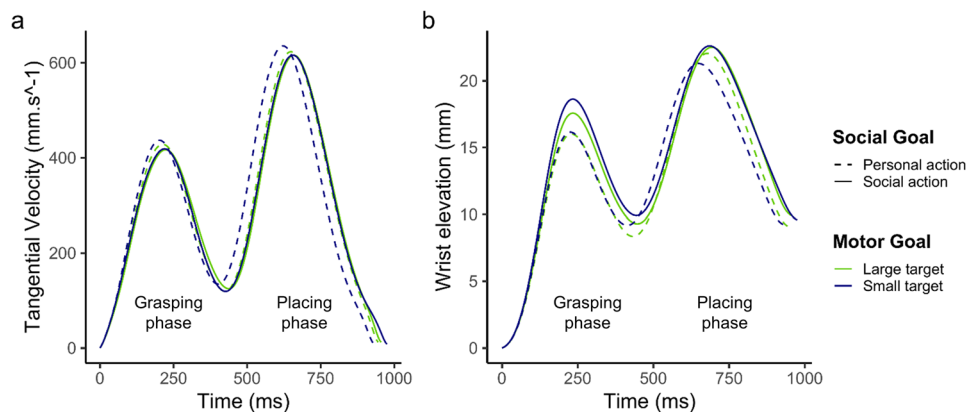 a
Tangential Velocity (mm.s^-1)
600
400
200
0
Grasping
phase
Placing
phase
0
250
500
750
1000
Time (ms)
b
Wrist elevation (mm)
20
15
10
5
0
Grasping
phase
Placing
phase
0
250
500
750
1000
Time (ms)
Social Goal
Personal action
Social action
Motor Goal
Large target
Small target